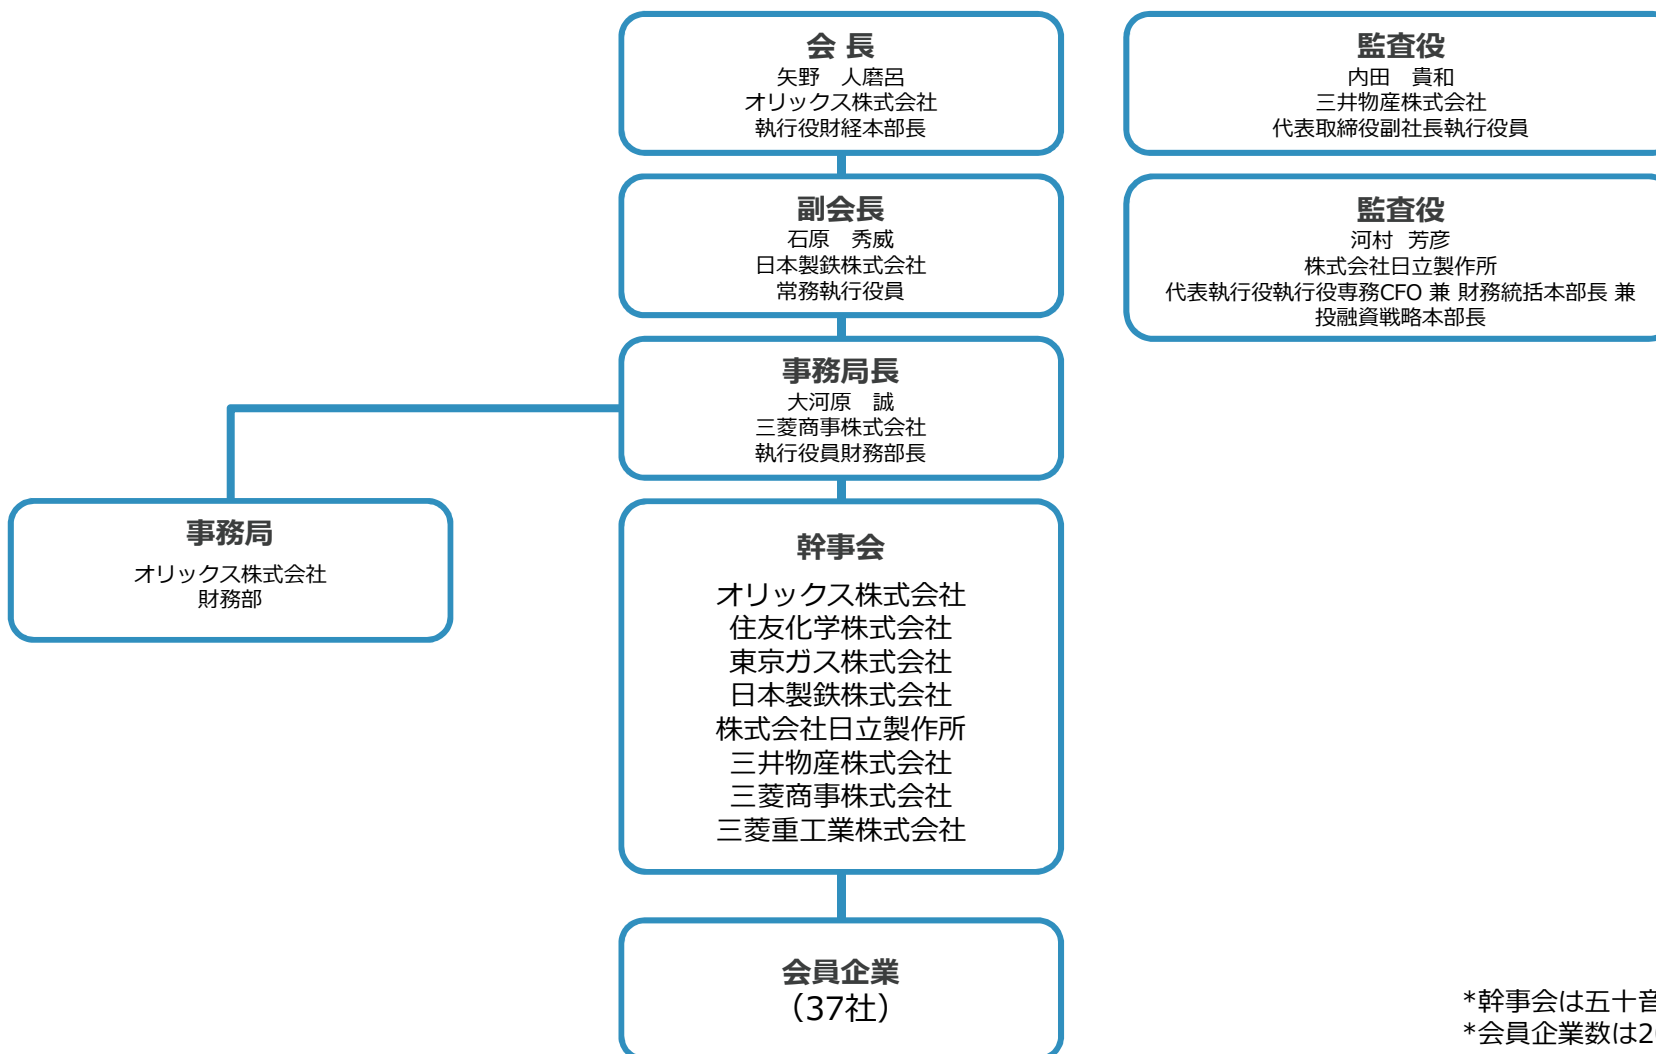 会 長
矢野　人磨呂
オリックス株式会社
執行役財経本部長
監査役
内田　貴和
三井物産株式会社
代表取締役副社長執行役員
副会長
石原　秀威
日本製鉄株式会社
常務執行役員
監査役
河村 芳彦
株式会社日立製作所
代表執行役執行役専務CFO 兼 財務統括本部長 兼
投融資戦略本部長
事務局長
大河原　誠
三菱商事株式会社
執行役員財務部長
事務局
オリックス株式会社
財務部
幹事会
オリックス株式会社
住友化学株式会社
東京ガス株式会社
日本製鉄株式会社
株式会社日立製作所
三井物産株式会社
三菱商事株式会社
三菱重工業株式会社
会員企業
（37社）
*幹事会は五十音
*会員企業数は2